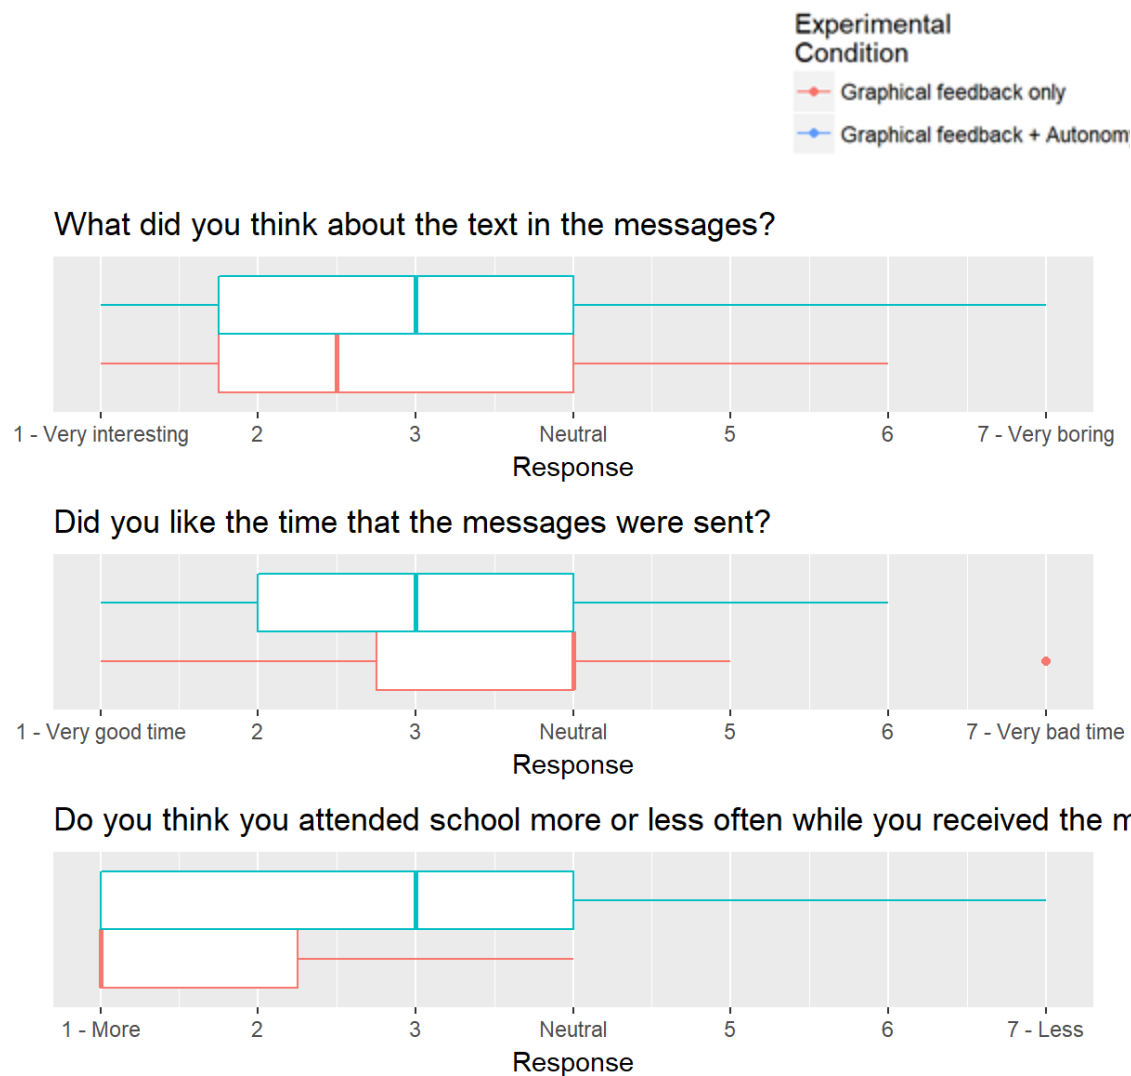 Experimental
Condition
Graphical feedback only
Graphical feedback +
What did you think about the text in the messages?
1 - Very interesting 2 3 Neutral 5 6 7 - Very boring
Response
Did you like the time that the messages were sent?
1 - Very good time 2 3 Neutral 5 6 7 - Very bad time
Response
Do you think you attended school more or less often while you received the
1 - More 2 3 Neutral 5 6 7 - Less
Response